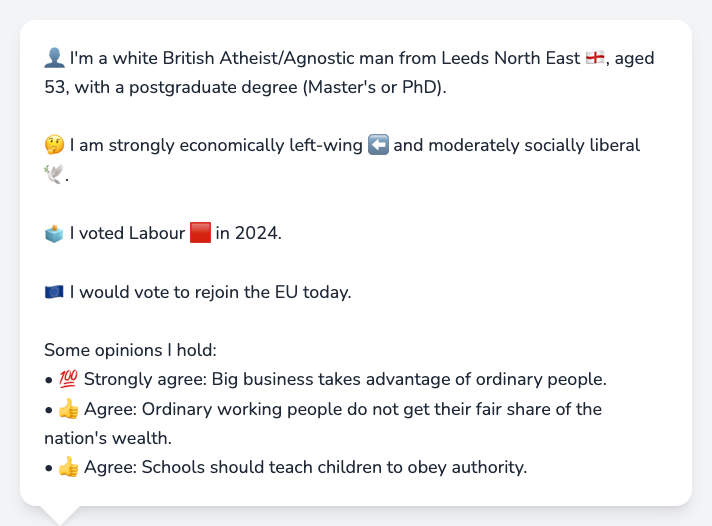 👤 I'm a white British Atheist/Agnostic man from Leeds North East 🏴󠁧󠁢󠁥󠁮󠁧󠁿, aged
53, with a postgraduate degree (Master's or PhD).
🤔 I am strongly economically left-wing ⬅️ and moderately socially liberal
🕊️.
🗳️ I voted Labour 🟥 in 2024.
🇪🇺 I would vote to rejoin the EU today.
Some opinions I hold:
• 💯 Strongly agree: Big business takes advantage of ordinary people.
• 👍 Agree: Ordinary working people do not get their fair share of the
nation's wealth.
• 👍 Agree: Schools should teach children to obey authority.